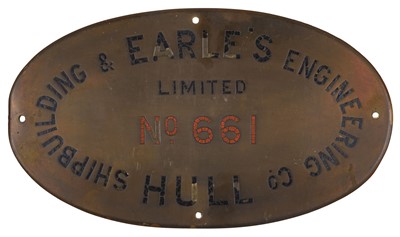 EARLE'S
SHIPBUILDING & ENGINEERING Co
LIMITED
No 661
HULL